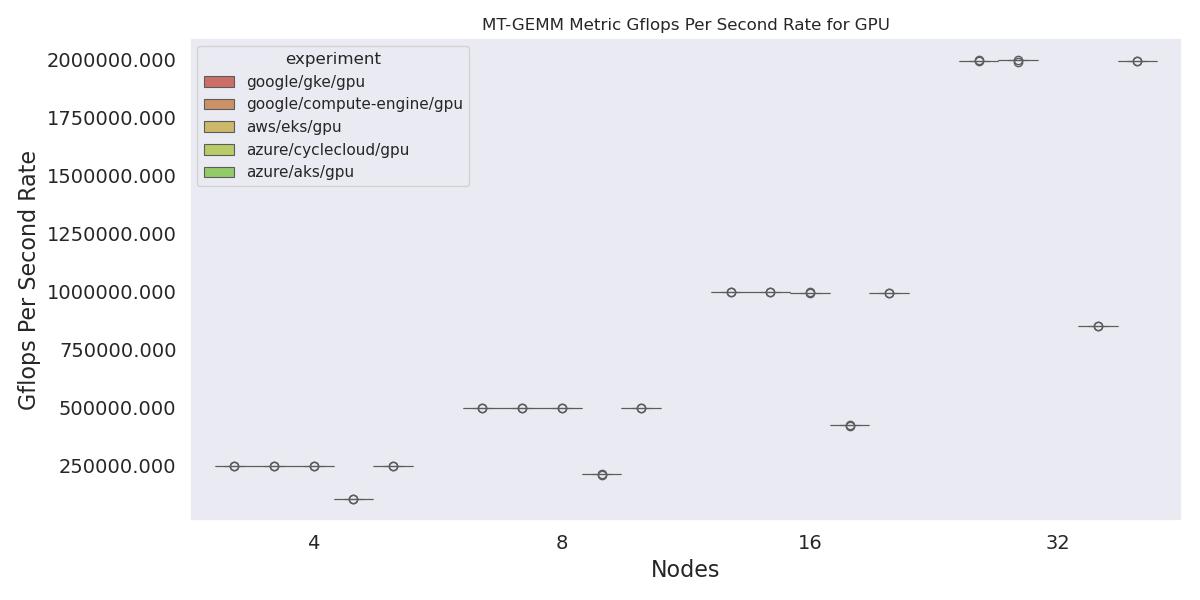 MT-GEMM Metric Gflops Per Second Rate for GPU
experiment
google/gke/gpu
google/compute-engine/gpu
aws/eks/gpu
azure/cyclecloud/gpu
azure/aks/gpu
Gflops Per Second Rate
2000000.000
1750000.000
1500000.000
1250000.000
1000000.000
750000.000
500000.000
250000.000
4 8 16 32
Nodes